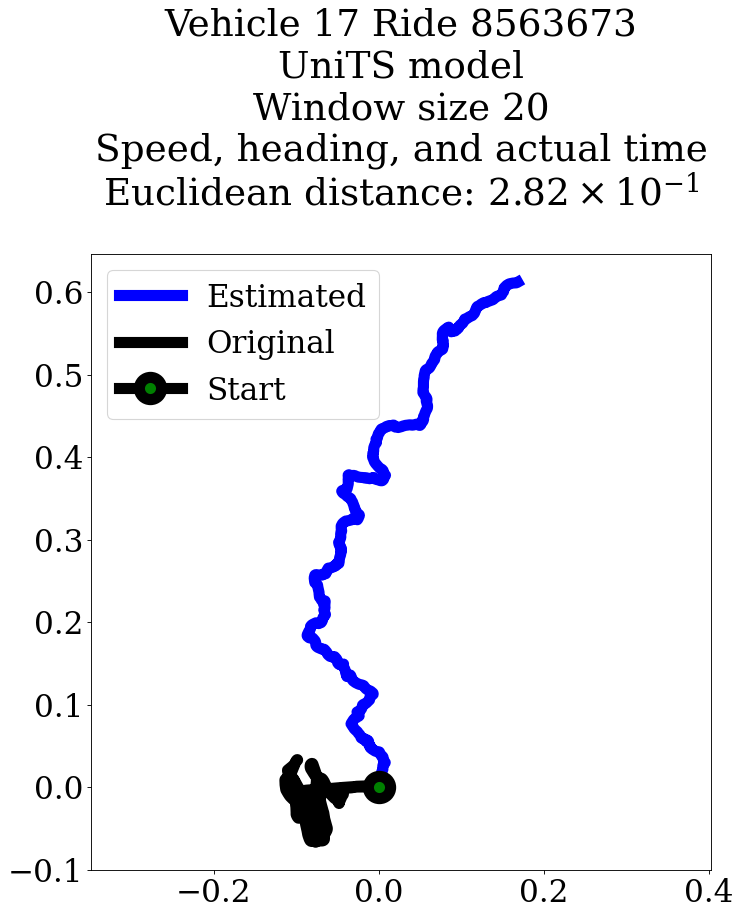 Vehicle 17 Ride 8563673
UniTS model
Window size 20
Speed, heading, and actual time
Euclidean distance: 2.82 × 10⁻¹
Estimated
Original
Start
0.6
0.5
0.4
0.3
0.2
0.1
0.0
−0.1
−0.2 0.0 0.2 0.4